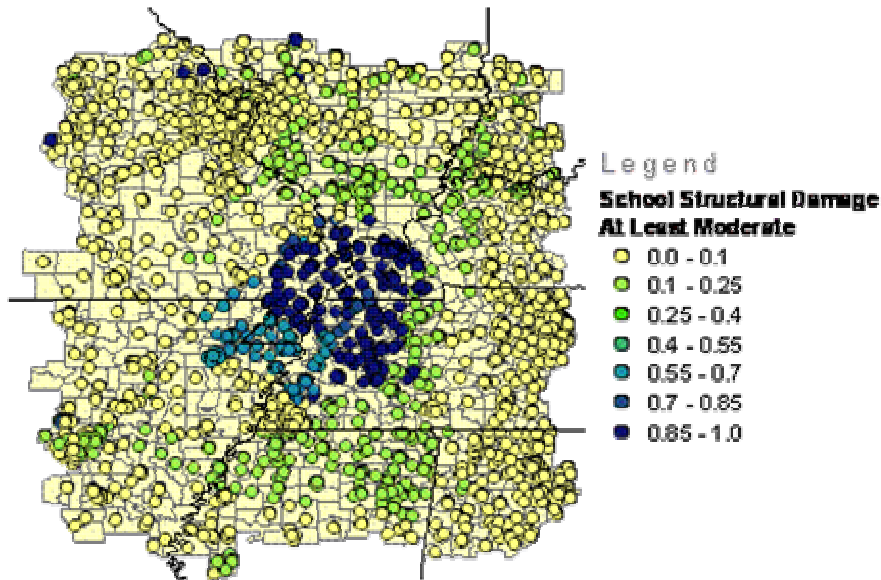 Legend
School Structural Damage
At Least Moderate
0.0 - 0.1
0.1 - 0.25
0.25 - 0.4
0.4 - 0.55
0.55 - 0.7
0.7 - 0.85
0.85 - 1.0